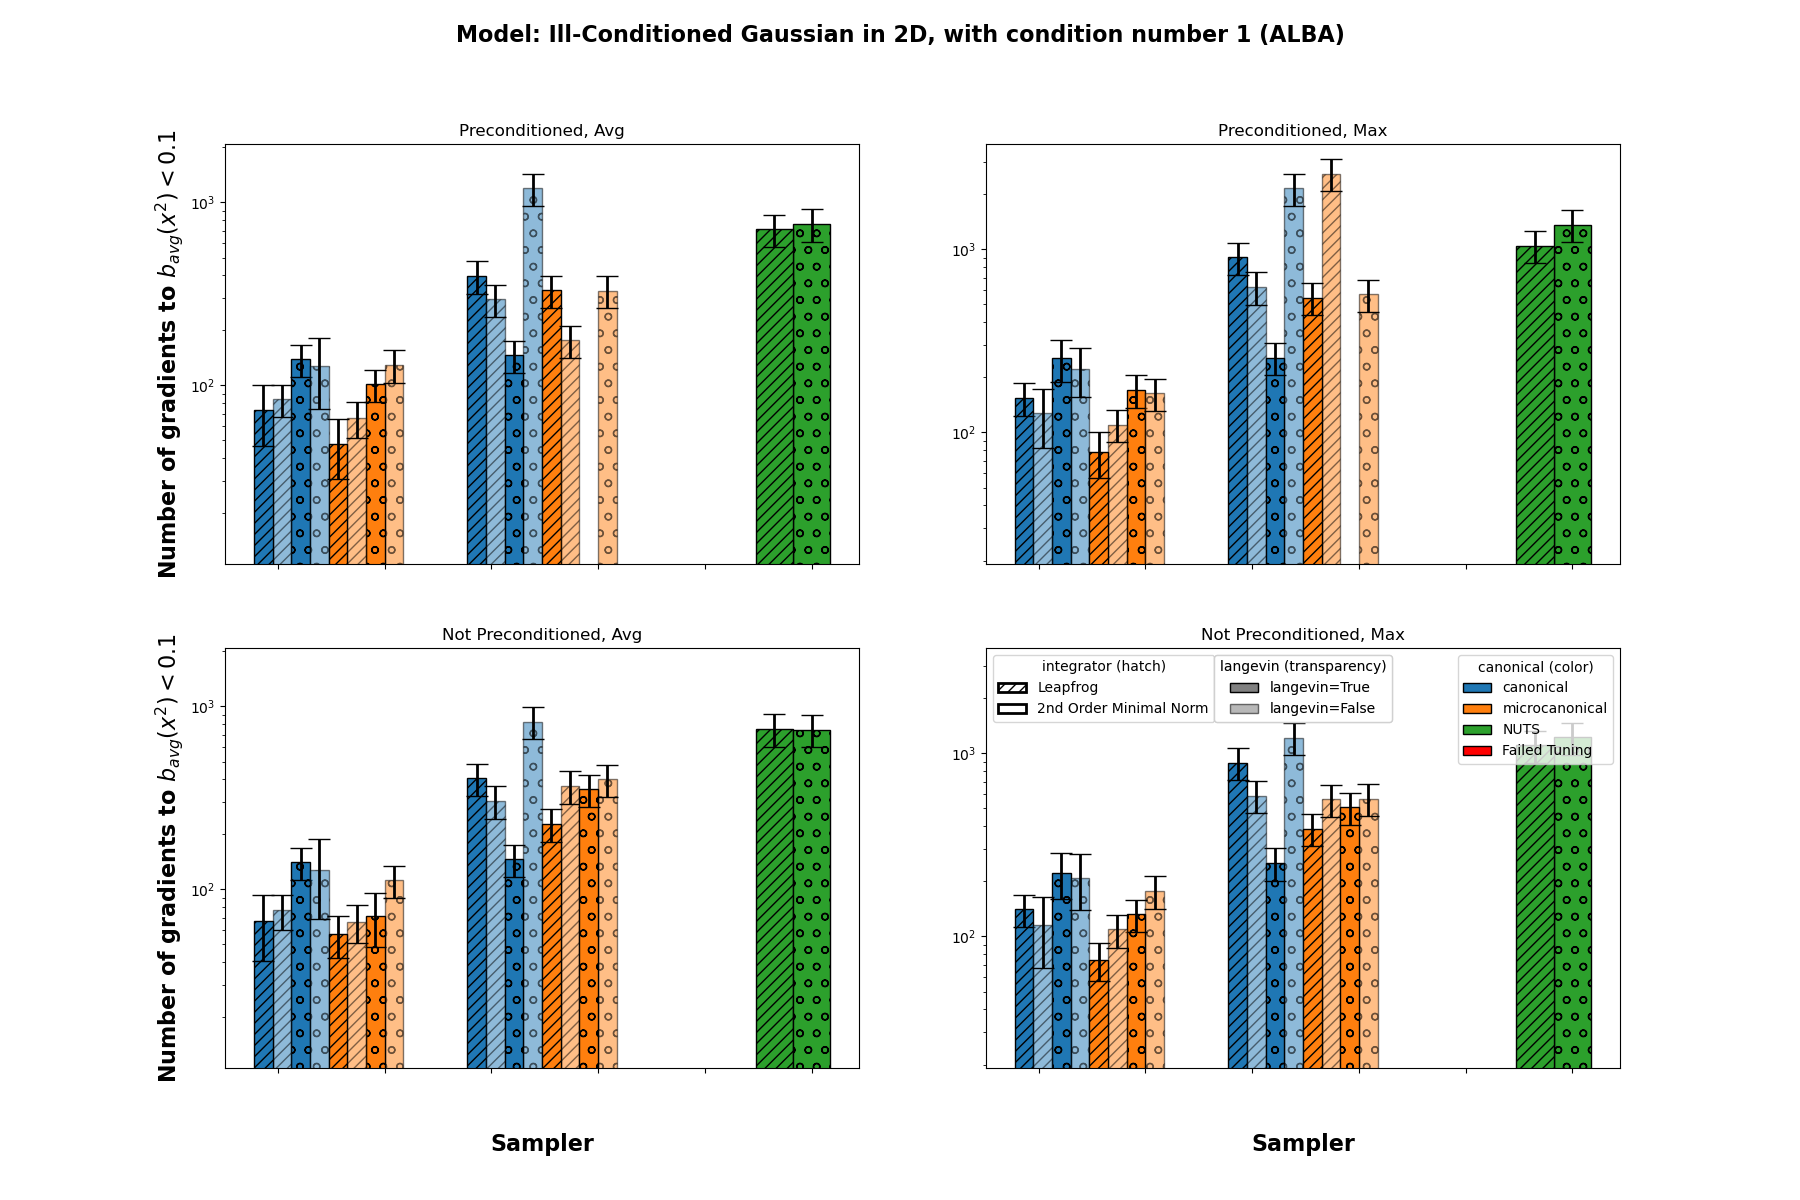 Model: Ill-Conditioned Gaussian in 2D, with condition number 1 (ALBA)
Preconditioned, Avg
Preconditioned, Max
Number of gradients to b_avg(x²) < 0.1
10³
10²
10³
10²
Not Preconditioned, Avg
Not Preconditioned, Max
Number of gradients to b_avg(x²) < 0.1
10³
10²
10³
10²
integrator (hatch)
Leapfrog
2nd Order Minimal Norm
langevin (transparency)
langevin=True
langevin=False
canonical (color)
canonical
microcanonical
NUTS
Failed Tuning
Sampler
Sampler